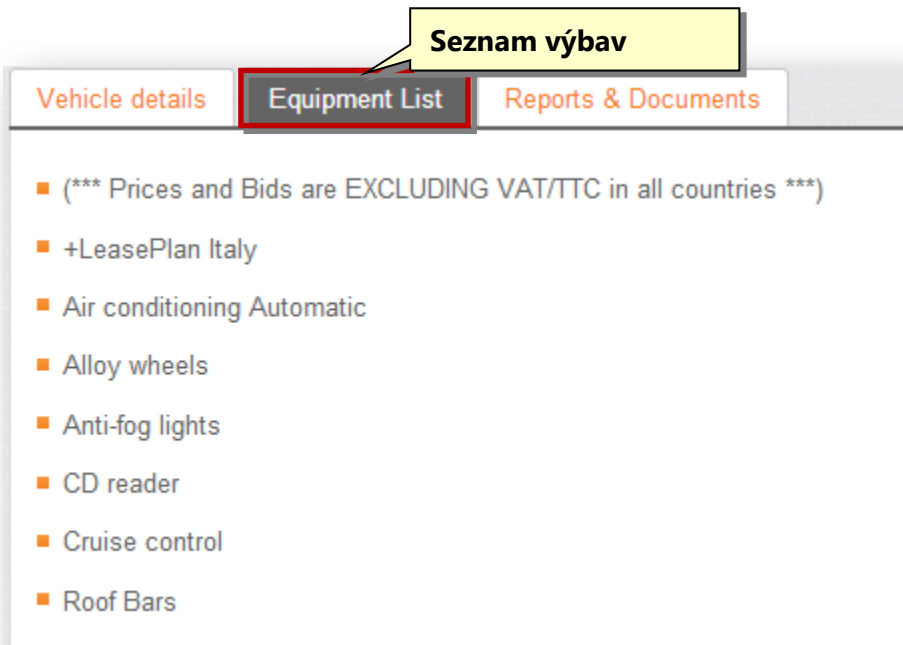 Seznam výbav
Vehicle details
Equipment List
Reports & Documents
(*** Prices and Bids are EXCLUDING VAT/TTC in all countries ***)
+LeasePlan Italy
Air conditioning Automatic
Alloy wheels
Anti-fog lights
CD reader
Cruise control
Roof Bars